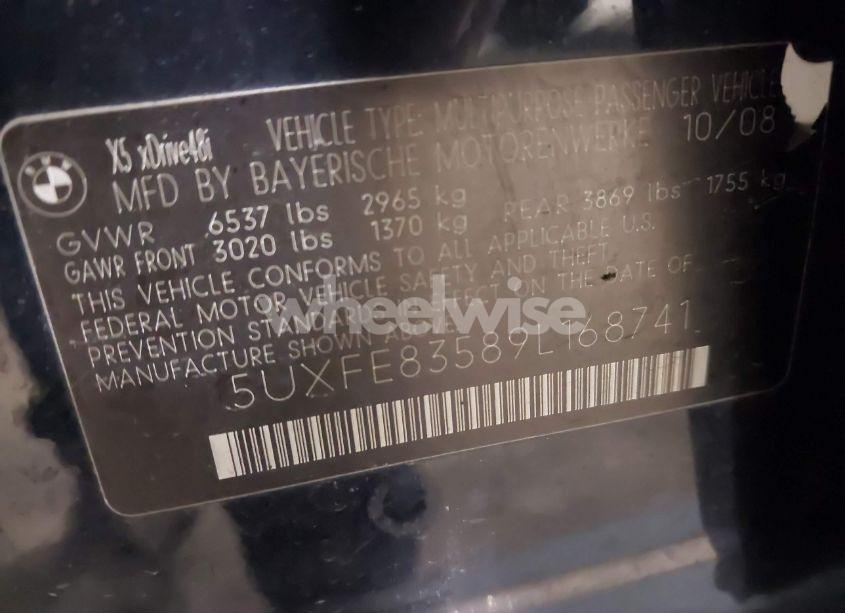 X5 xDrive48i VEHICLE TYPE: MULTIPURPOSE PASSENGER VEHICLE
BMW MFD BY BAYERISCHE MOTORENWERKE 10/08
GVWR 6537 lbs 2965 kg
GAWR FRONT 3020 lbs 1370 kg REAR 3869 lbs 1755 kg
THIS VEHICLE CONFORMS TO ALL APPLICABLE U.S.
FEDERAL MOTOR VEHICLE SAFETY AND THEFT
PREVENTION STANDARDS IN EFFECT ON THE DATE OF
MANUFACTURE SHOWN ABOVE.
wheelwise
5UXFE83589L168741